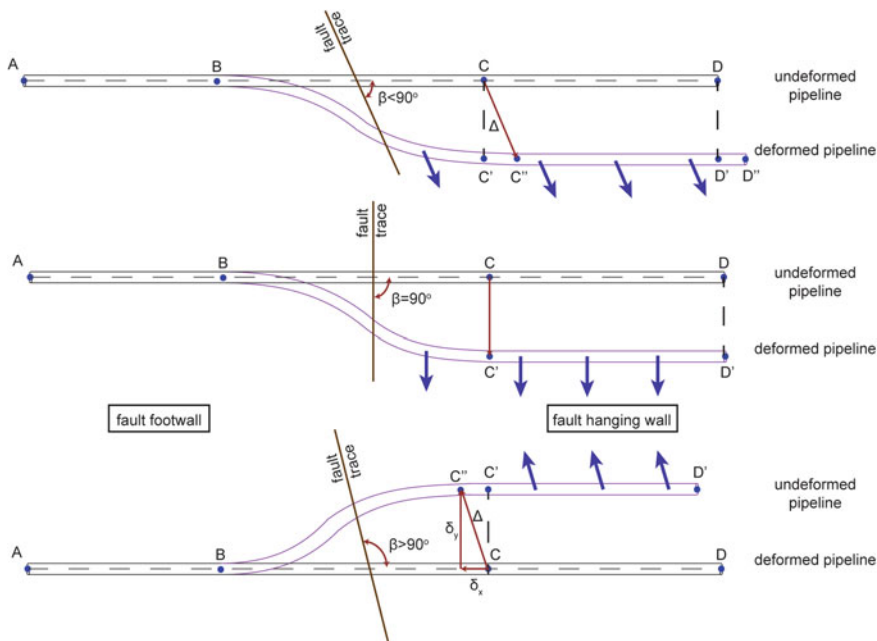 fault trace
A
B
C
D
undeformed
pipeline
β<90°
Δ
deformed pipeline
C'
C''
D'
D''
fault trace
A
B
C
D
undeformed
pipeline
β=90°
deformed pipeline
C'
D'
fault footwall
fault hanging wall
fault trace
C''
C'
D'
undeformed
pipeline
Δ
δy
β>90°
A
B
C
D
deformed pipeline
δx